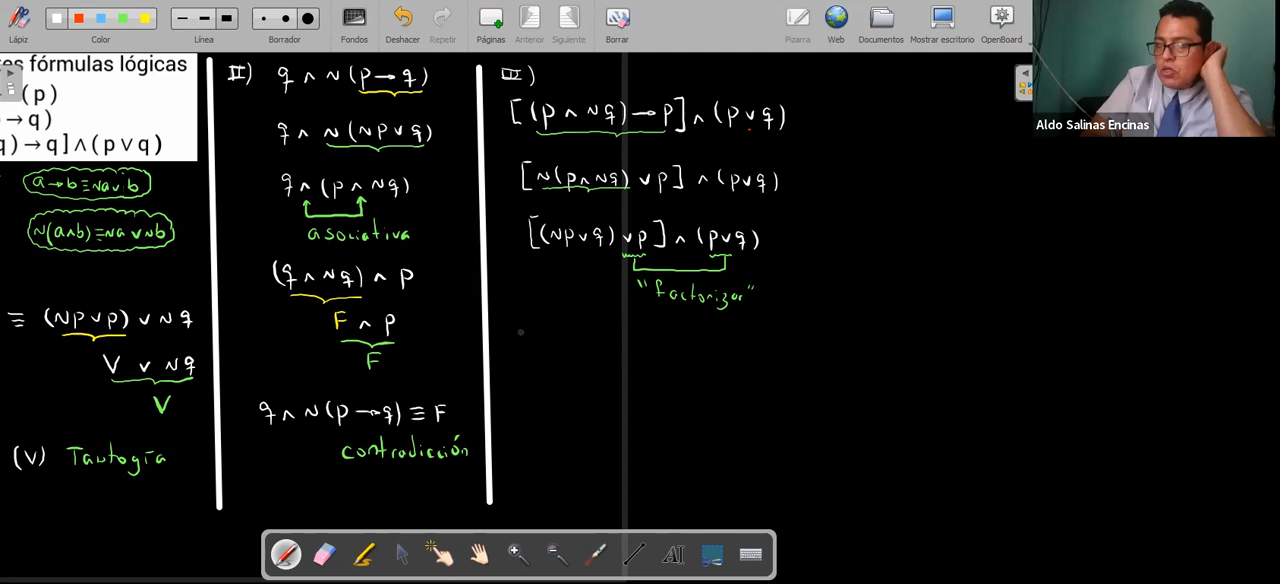 Lápiz
Color
Línea
Borrador
Fondos
Deshacer
Repetir
Páginas
Anterior
Siguiente
Borrar
Pizarra
Web
Documentos
Mostrar escritorio
OpenBoard
Aldo Salinas Encinas
es fórmulas lógicas
(p)
→ q)
q) → q] ∧ (p ∨ q)
a → b ≡ ~a ∨ b
~(a ∧ b) ≡ ~a ∨ ~b
≡ (~p ∨ p) ∨ ~q
V ∨ ~q
V
(V) Tautogía
II) q ∧ ~(p → q)
q ∧ ~(~p ∨ q)
q ∧ (p ∧ ~q)
asociativa
(q ∧ ~q) ∧ p
F ∧ p
F
q ∧ ~(p → q) ≡ F
contradicción
III)
[(p ∧ ~q) → p] ∧ (p ∨ q)
[~(p ∧ ~q) ∨ p] ∧ (p ∨ q)
[(~p ∨ q) ∨ p] ∧ (p ∨ q)
"factorizar"
AI